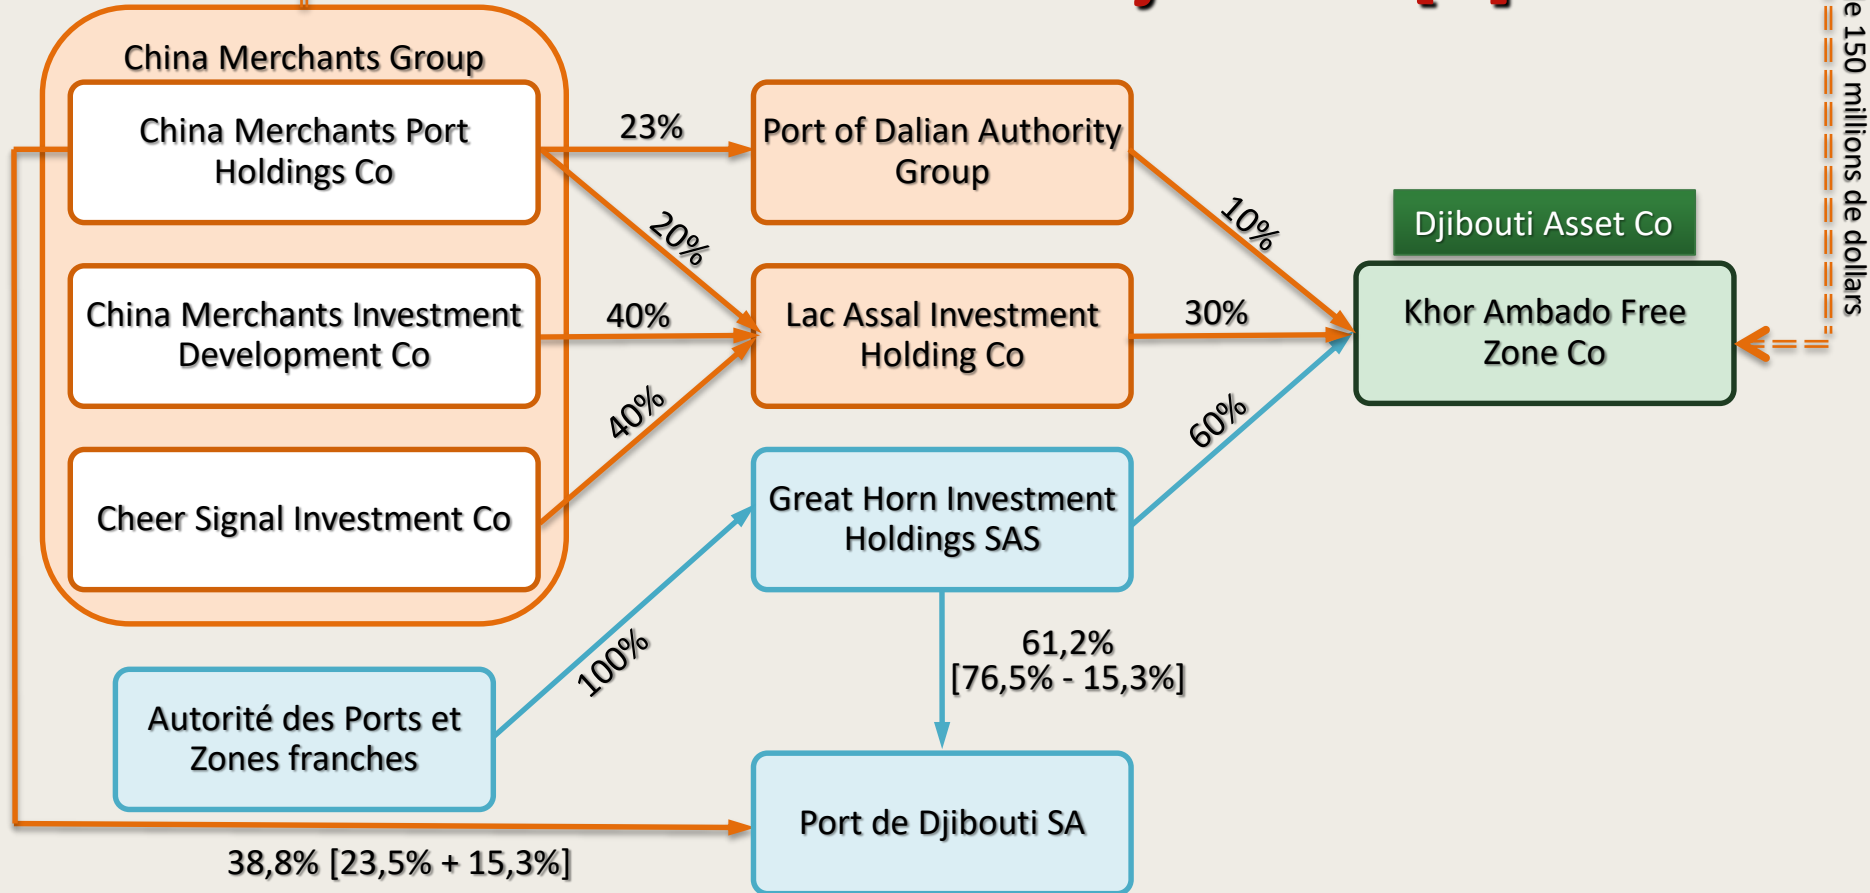 China Merchants Group
China Merchants Port
Holdings Co
23%
Port of Dalian Authority
Group
20%
10%
Djibouti Asset Co
China Merchants Investment
Development Co
40%
Lac Assal Investment
Holding Co
30%
Khor Ambado Free
Zone Co
150 millions de dollars
40%
60%
Cheer Signal Investment Co
Great Horn Investment
Holdings SAS
100%
61,2%
[76,5% - 15,3%]
Autorité des Ports et
Zones franches
Port de Djibouti SA
38,8% [23,5% + 15,3%]